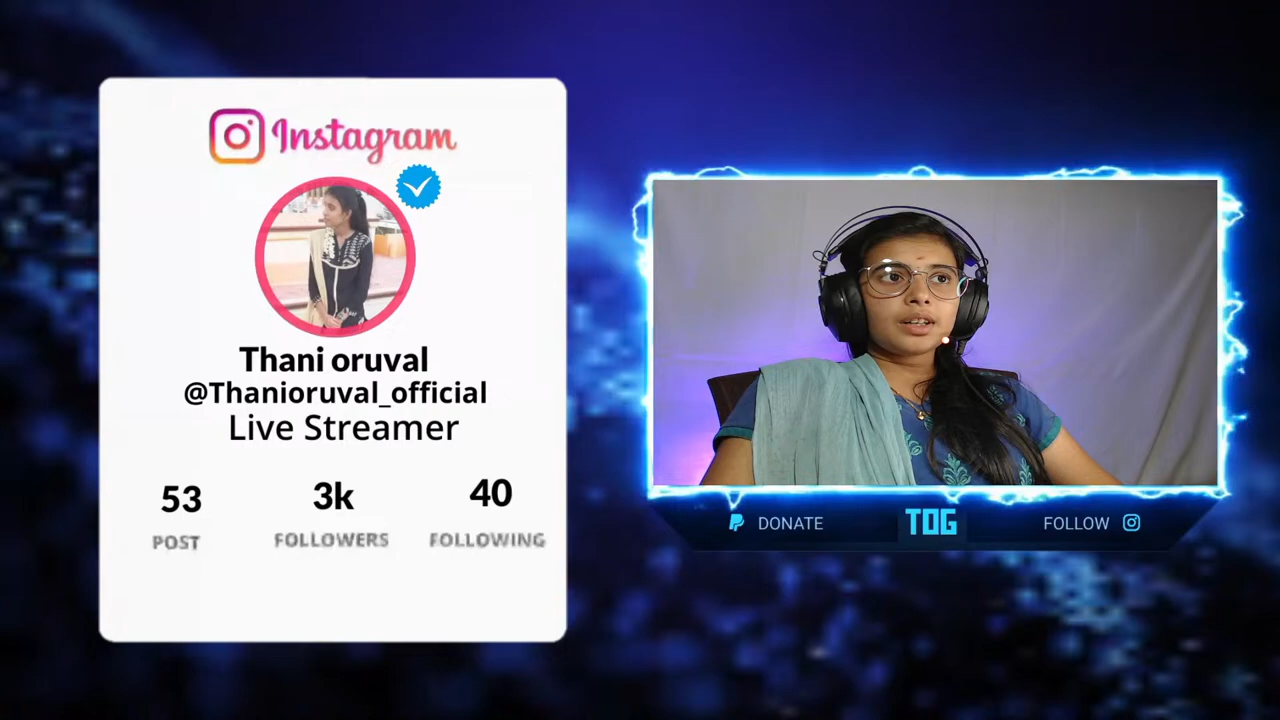 Instagram
Thani oruval
@Thanioruval_official
Live Streamer
53 3k 40
POST FOLLOWERS FOLLOWING
DONATE TOG FOLLOW